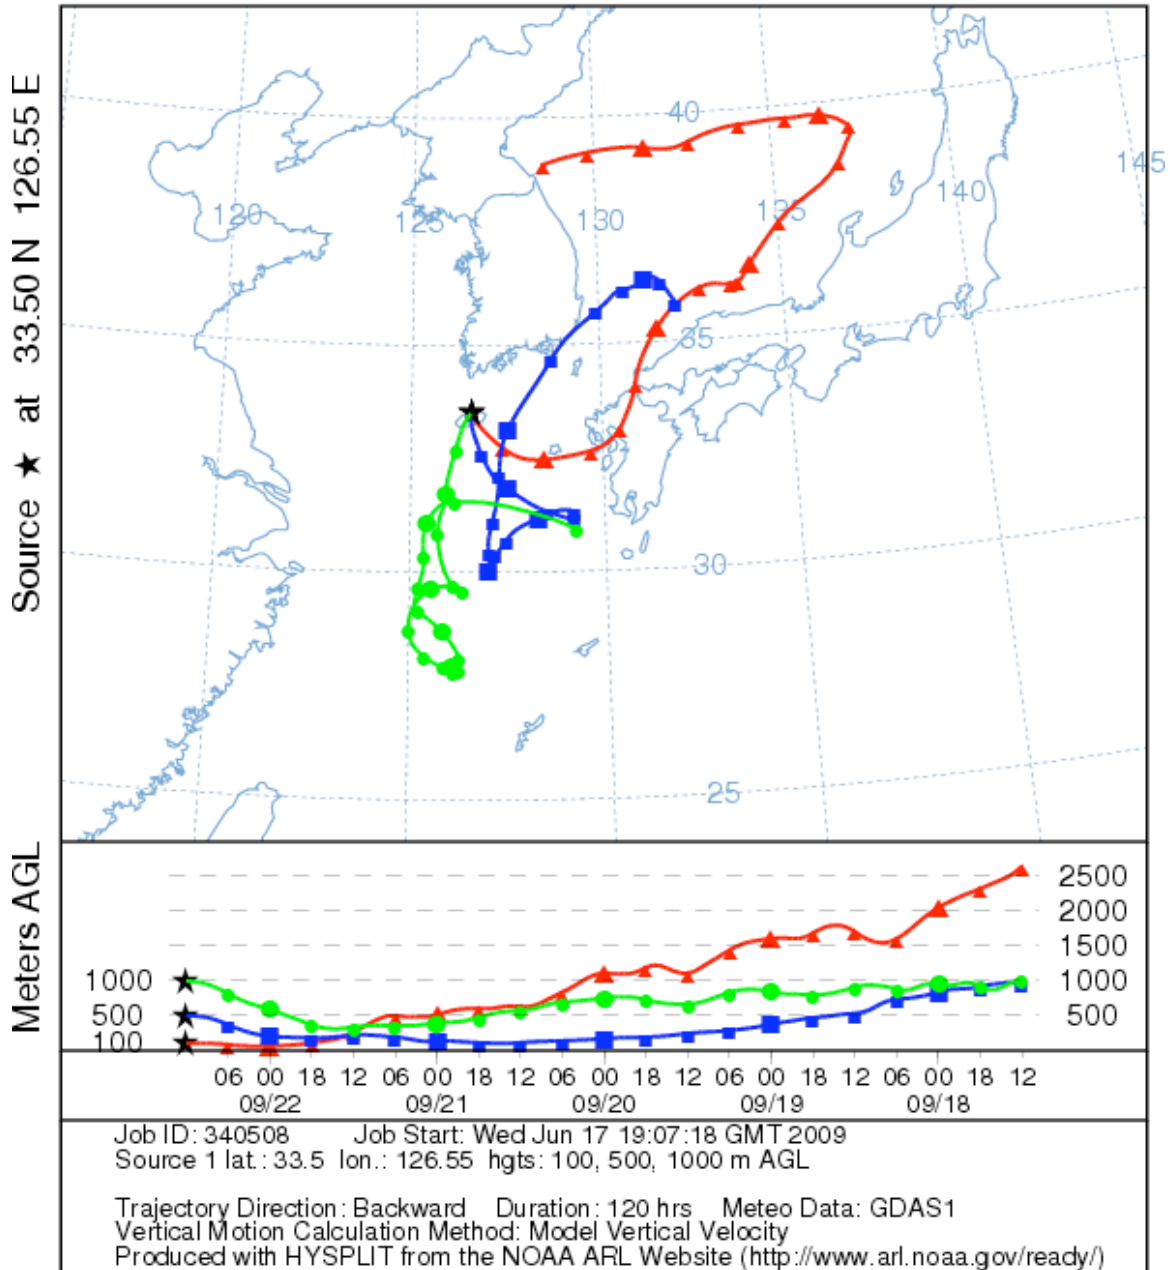 Source ★ at 33.50 N 126.55 E
40
145
120
125
130
135
140
35
30
25
Meters AGL
2500
2000
1500
1000
1000
500
500
100
06 00 18 12 06 00 18 12 06 00 18 12 06 00 18 12 06 00 18 12
09/22 09/21 09/20 09/19 09/18
Job ID: 340508 Job Start: Wed Jun 17 19:07:18 GMT 2009
Source 1 lat.: 33.5 lon.: 126.55 hgts: 100, 500, 1000 m AGL
Trajectory Direction: Backward Duration: 120 hrs Meteo Data: GDAS1
Vertical Motion Calculation Method: Model Vertical Velocity
Produced with HYSPLIT from the NOAA ARL Website (http://www.arl.noaa.gov/ready/)